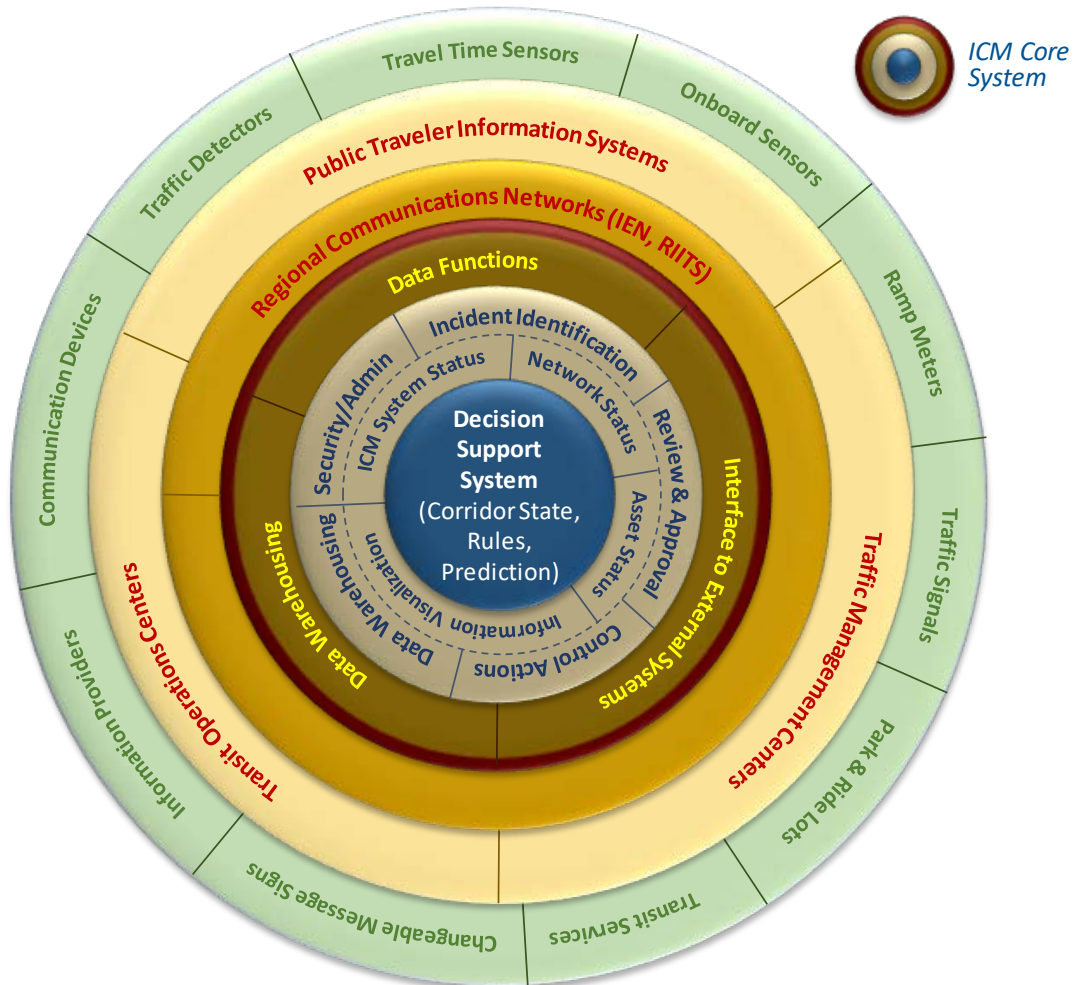 ICM Core
System
Travel Time Sensors
Onboard Sensors
Ramp Meters
Traffic Signals
Park & Ride Lots
Transit Services
Changeable Message Signs
Information Providers
Communication Devices
Traffic Detectors
Public Traveler Information Systems
Traffic Management Centers
Transit Operations Centers
Regional Communications Networks (IEN, RIITS)
Data Functions
Interface to External Systems
Data Warehousing
Incident Identification
Review & Approval
Control Actions
Data Warehousing
Security/Admin
ICM System Status
Network Status
Asset Status
Information Visualization
Decision
Support
System
(Corridor State,
Rules,
Prediction)